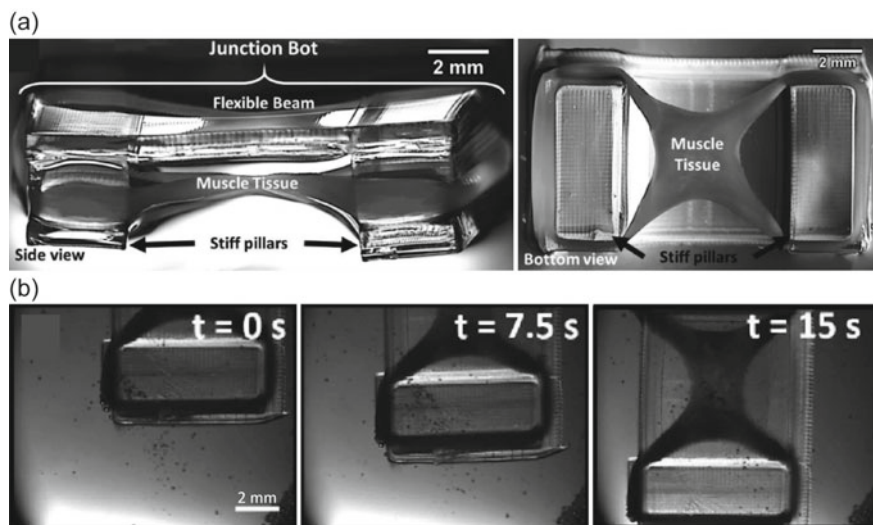 (a)
Junction Bot
2 mm
Flexible Beam
Muscle Tissue
Side view
Stiff pillars
2 mm
Muscle
Tissue
Bottom view
Stiff pillars
(b)
t = 0 s
2 mm
t = 7.5 s
t = 15 s